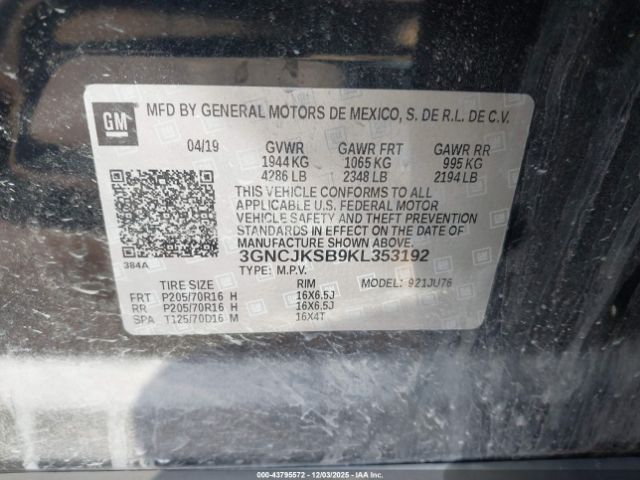 GM MFD BY GENERAL MOTORS DE MEXICO, S. DE R.L. DE C.V.
04/19 GVWR GAWR FRT GAWR RR
1944 KG 1065 KG 995 KG
4286 LB 2348 LB 2194 LB
THIS VEHICLE CONFORMS TO ALL
APPLICABLE U.S. FEDERAL MOTOR
VEHICLE SAFETY AND THEFT PREVENTION
STANDARDS IN EFFECT ON THE DATE
OF MANUFACTURE SHOWN ABOVE.
384A 3GNCJKSB9KL353192
TYPE: M.P.V.
TIRE SIZE RIM MODEL: 921JU76
FRT P205/70R16 H 16X6.5J
RR P205/70R16 H 16X6.5J
SPA T125/70D16 M 16X4T
000-43795572 12/03/2025 - IAA Inc.